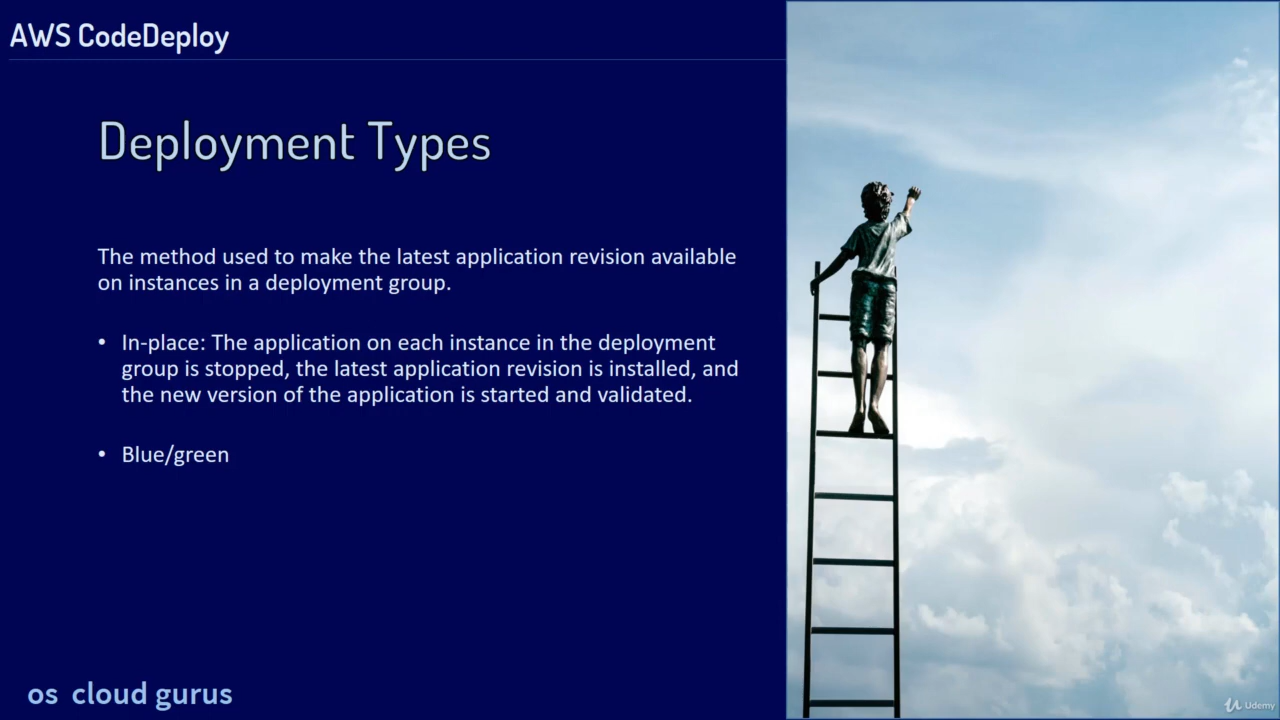 AWS CodeDeploy
Deployment Types
The method used to make the latest application revision available
on instances in a deployment group.
• In-place: The application on each instance in the deployment
group is stopped, the latest application revision is installed, and
the new version of the application is started and validated.
• Blue/green
os cloud gurus
Udemy